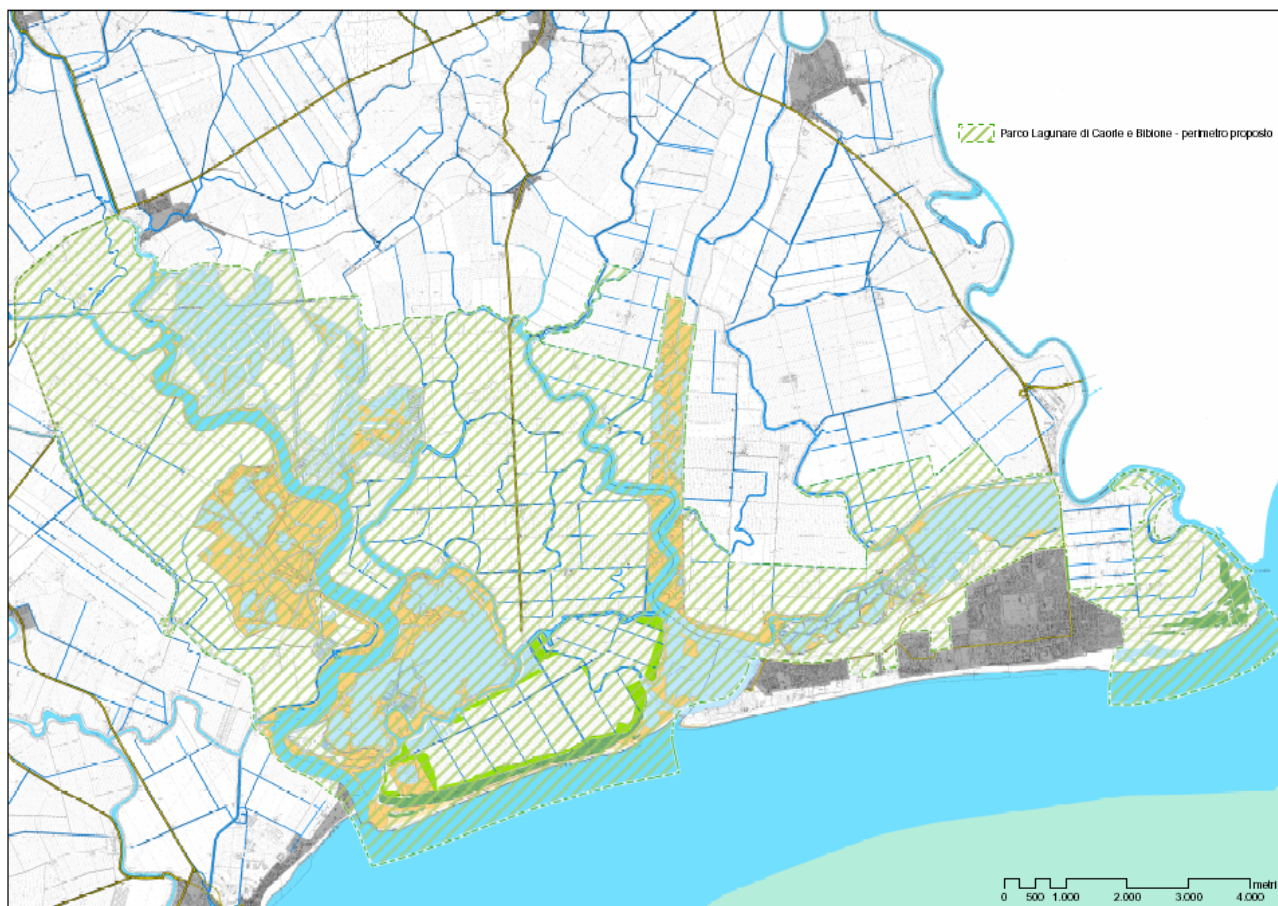 Parco Lagunare di Caorle e Bibione - perimetro proposto
metri
0 500 1.000 2.000 3.000 4.000